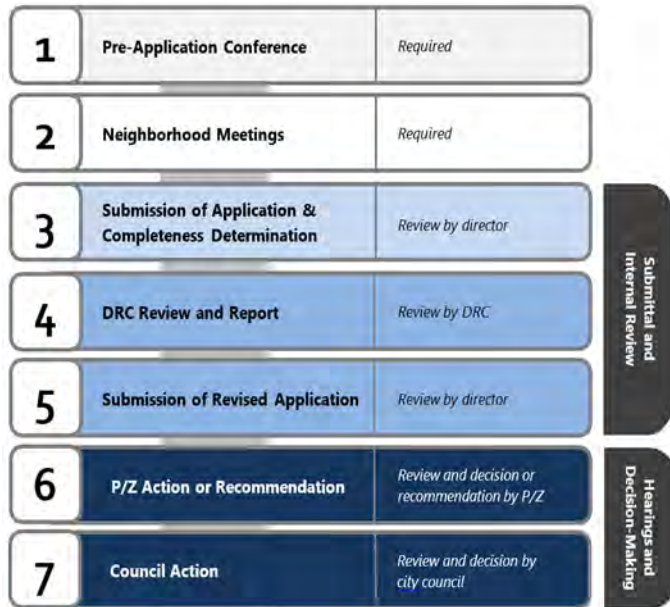 1
Pre-Application Conference
Required
2
Neighborhood Meetings
Required
3
Submission of Application &
Completeness Determination
Review by director
4
DRC Review and Report
Review by DRC
5
Submission of Revised Application
Review by director
Submittal and
Internal Review
6
P/Z Action or Recommendation
Review and decision or
recommendation by P/Z
7
Council Action
Review and decision by
city council
Hearings and
Decision-Making